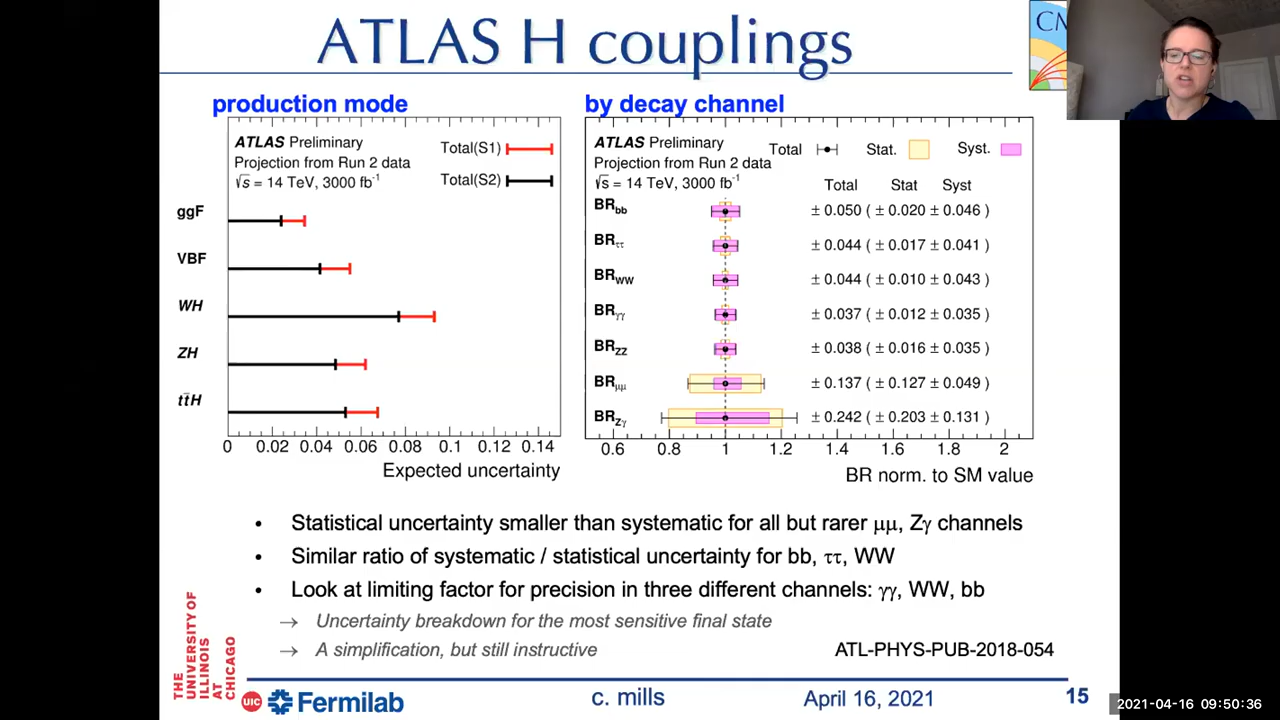 ATLAS H couplings
CM
production mode
ATLAS Preliminary
Projection from Run 2 data
√s = 14 TeV, 3000 fb⁻¹
Total(S1)
Total(S2)
ggF
VBF
WH
ZH
tt̄H
0 0.02 0.04 0.06 0.08 0.1 0.12 0.14
Expected uncertainty
by decay channel
ATLAS Preliminary
Projection from Run 2 data
√s = 14 TeV, 3000 fb⁻¹
Total Stat. Syst.
Total Stat Syst
BRbb ± 0.050 ( ± 0.020 ± 0.046 )
BRττ ± 0.044 ( ± 0.017 ± 0.041 )
BRWW ± 0.044 ( ± 0.010 ± 0.043 )
BRγγ ± 0.037 ( ± 0.012 ± 0.035 )
BRZZ ± 0.038 ( ± 0.016 ± 0.035 )
BRμμ ± 0.137 ( ± 0.127 ± 0.049 )
BRZγ ± 0.242 ( ± 0.203 ± 0.131 )
0.6 0.8 1 1.2 1.4 1.6 1.8 2
BR norm. to SM value
• Statistical uncertainty smaller than systematic for all but rarer μμ, Zγ channels
• Similar ratio of systematic / statistical uncertainty for bb, ττ, WW
• Look at limiting factor for precision in three different channels: γγ, WW, bb
→ Uncertainty breakdown for the most sensitive final state
→ A simplification, but still instructive
ATL-PHYS-PUB-2018-054
THE
UNIVERSITY OF
ILLINOIS
AT
CHICAGO
UIC
Fermilab
c. mills
April 16, 2021
15
2021-04-16 09:50:36